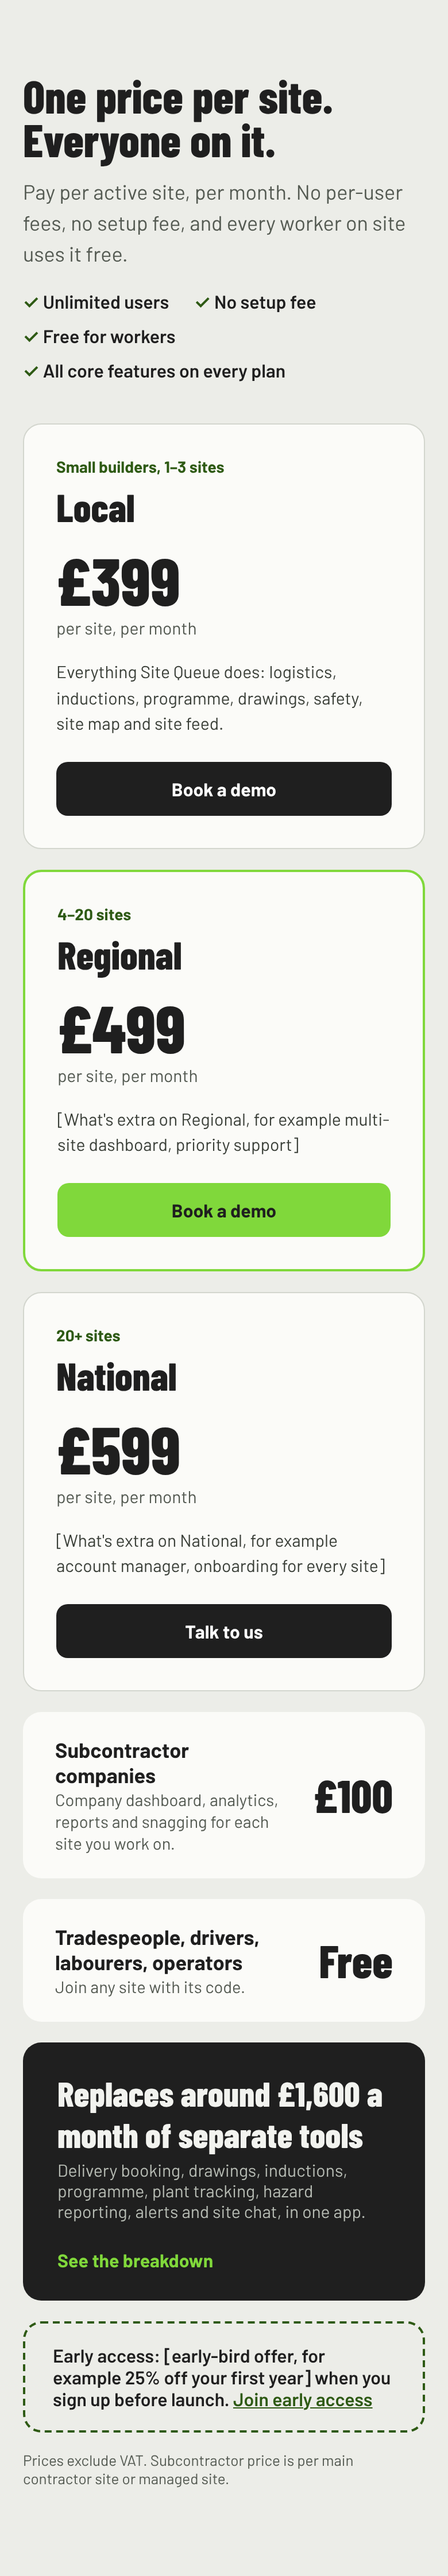 One price per site.
Everyone on it.
Pay per active site, per month. No per-user
fees, no setup fee, and every worker on site
uses it free.
✓ Unlimited users ✓ No setup fee
✓ Free for workers
✓ All core features on every plan
Small builders, 1–3 sites
Local
£399
per site, per month
Everything Site Queue does: logistics,
inductions, programme, drawings, safety,
site map and site feed.
Book a demo
4–20 sites
Regional
£499
per site, per month
[What's extra on Regional, for example multi-
site dashboard, priority support]
Book a demo
20+ sites
National
£599
per site, per month
[What's extra on National, for example
account manager, onboarding for every site]
Talk to us
Subcontractor
companies
Company dashboard, analytics,
reports and snagging for each
site you work on.
£100
Tradespeople, drivers,
labourers, operators
Join any site with its code.
Free
Replaces around £1,600 a
month of separate tools
Delivery booking, drawings, inductions,
programme, plant tracking, hazard
reporting, alerts and site chat, in one app.
See the breakdown
Early access: [early-bird offer, for
example 25% off your first year] when you
sign up before launch. Join early access
Prices exclude VAT. Subcontractor price is per main
contractor site or managed site.